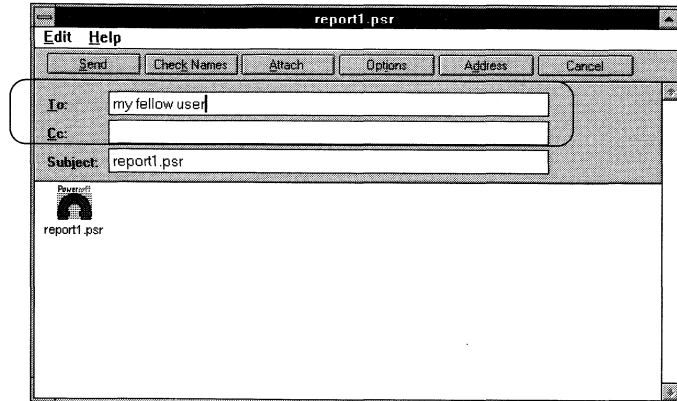 report1.psr
Edit Help
Send Check Names Attach Options Address Cancel
To: my fellow user
Cc:
Subject: report1.psr
Powersoft
report1.psr